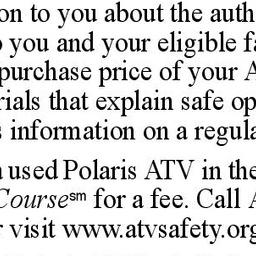 on to you about the auth
you and your eligible fa
purchase price of your A
rials that explain safe op
information on a regula
used Polaris ATV in the
Course℠ for a fee. Call A
visit www.atvsafety.org